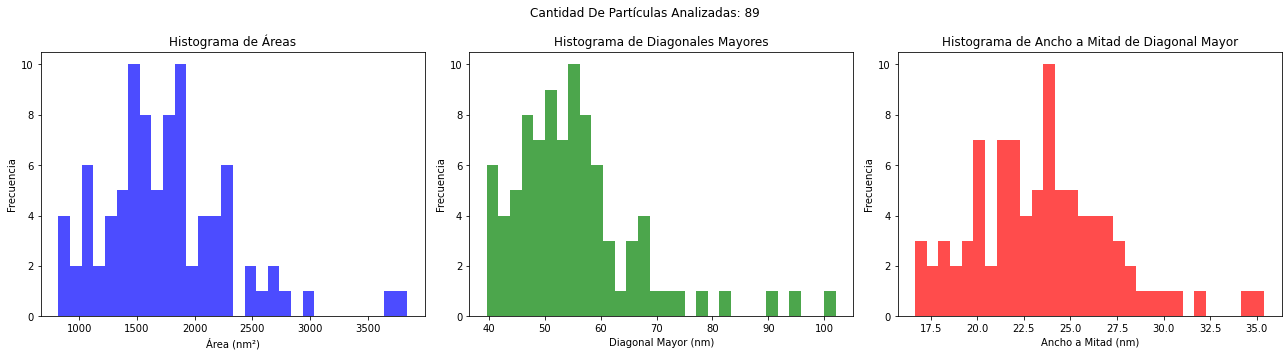 Cantidad De Partículas Analizadas: 89
Histograma de Áreas
Frecuencia
10
8
6
4
2
0
1000 1500 2000 2500 3000 3500
Área (nm²)
Histograma de Diagonales Mayores
Frecuencia
10
8
6
4
2
0
40 50 60 70 80 90 100
Diagonal Mayor (nm)
Histograma de Ancho a Mitad de Diagonal Mayor
Frecuencia
10
8
6
4
2
0
17.5 20.0 22.5 25.0 27.5 30.0 32.5 35.0
Ancho a Mitad (nm)